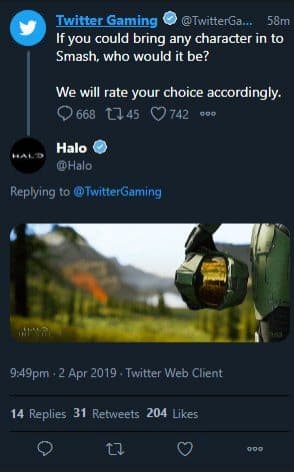 Twitter Gaming @TwitterGa... 58m
If you could bring any character in to
Smash, who would it be?
We will rate your choice accordingly.
668 45 742
HALO
Halo
@Halo
Replying to @TwitterGaming
HALO
9:49pm · 2 Apr 2019 · Twitter Web Client
14 Replies 31 Retweets 204 Likes